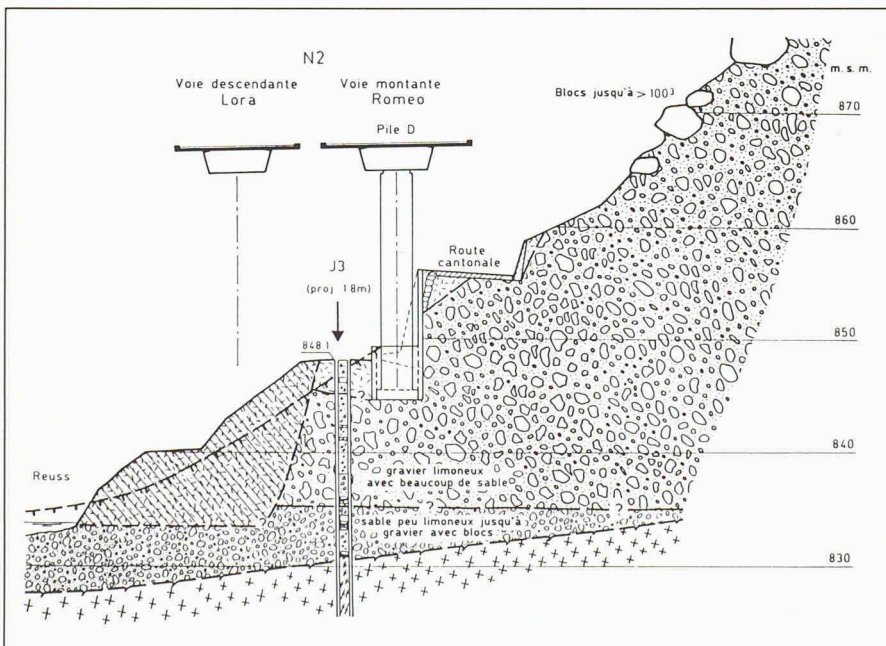 N2
Voie descendante
Lora
Voie montante
Romeo
Pile D
Blocs jusqu'à > 100³
m. s. m.
870
860
Route
cantonale
J3
(proj 18m)
848.1
850
840
Reuss
gravier limoneux
avec beaucoup de sable
?
?
sable peu limoneux jusqu'à
gravier avec blocs
830